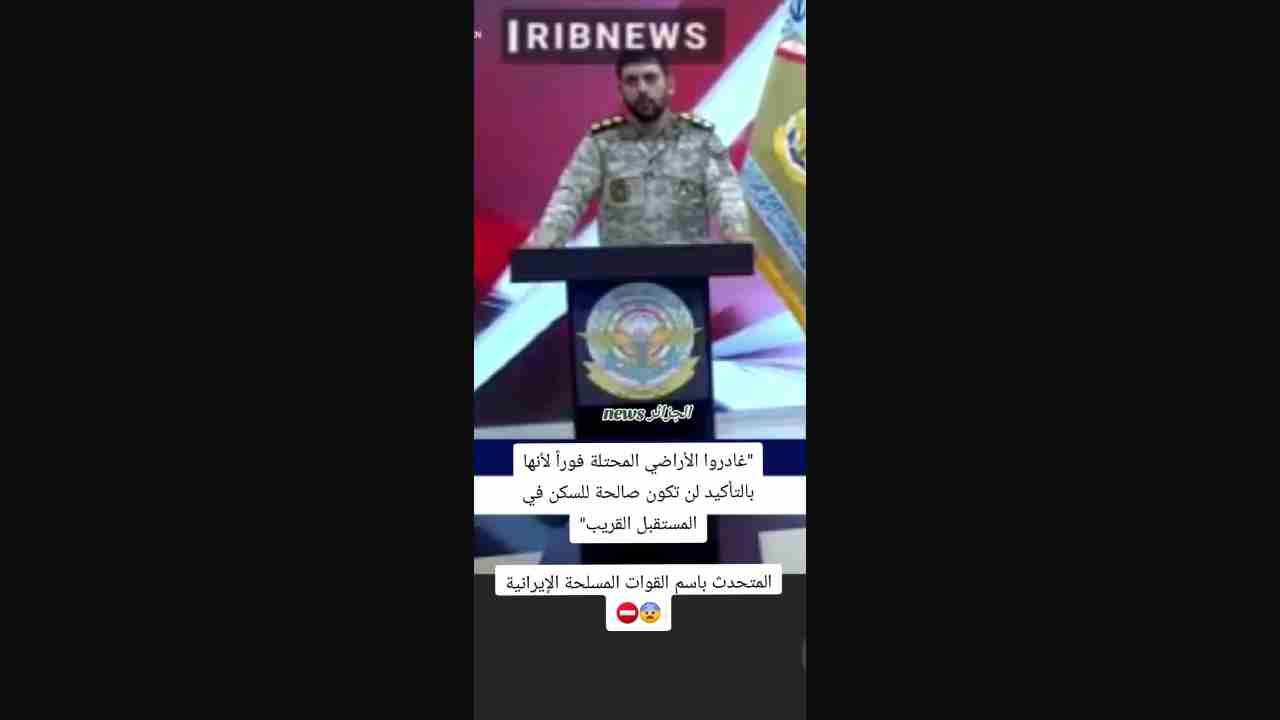 IRIBNEWS
الجزائر news
"غادروا الأراضي المحتلة فوراً لأنها
بالتأكيد لن تكون صالحة للسكن في
المستقبل القريب"
المتحدث باسم القوات المسلحة الإيرانية
😨⛔